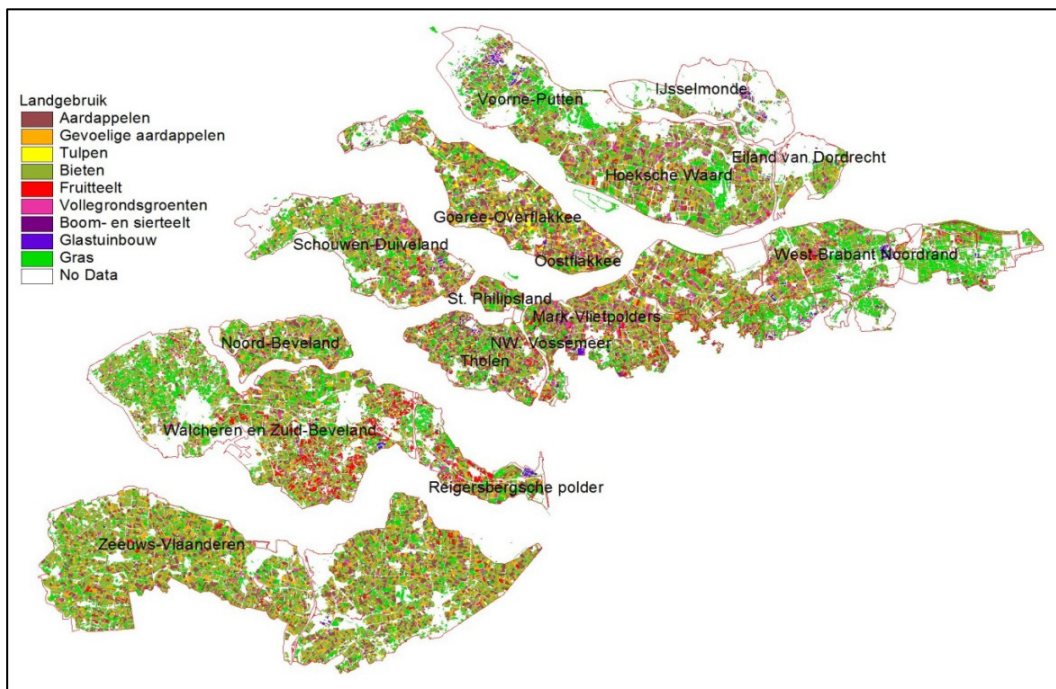 Landgebruik
Aardappelen
Gevoelige aardappelen
Tulpen
Bieten
Fruitteelt
Vollegrondsgroenten
Boom- en sierteelt
Glastuinbouw
Gras
No Data
IJsselmonde
Voorne-Putten
Eiland van Dordrecht
Hoeksche Waard
Goeree-Overflakkee
Schouwen-Duiveland
West-Brabant Noordrand
Oostflakkee
St. Philipsland
Mark-Vlietpolders
Noord-Beveland
NW. Vossemeer
Tholen
Walcheren en Zuid-Beveland
Reigersbergsche polder
Zeeuws-Vlaanderen